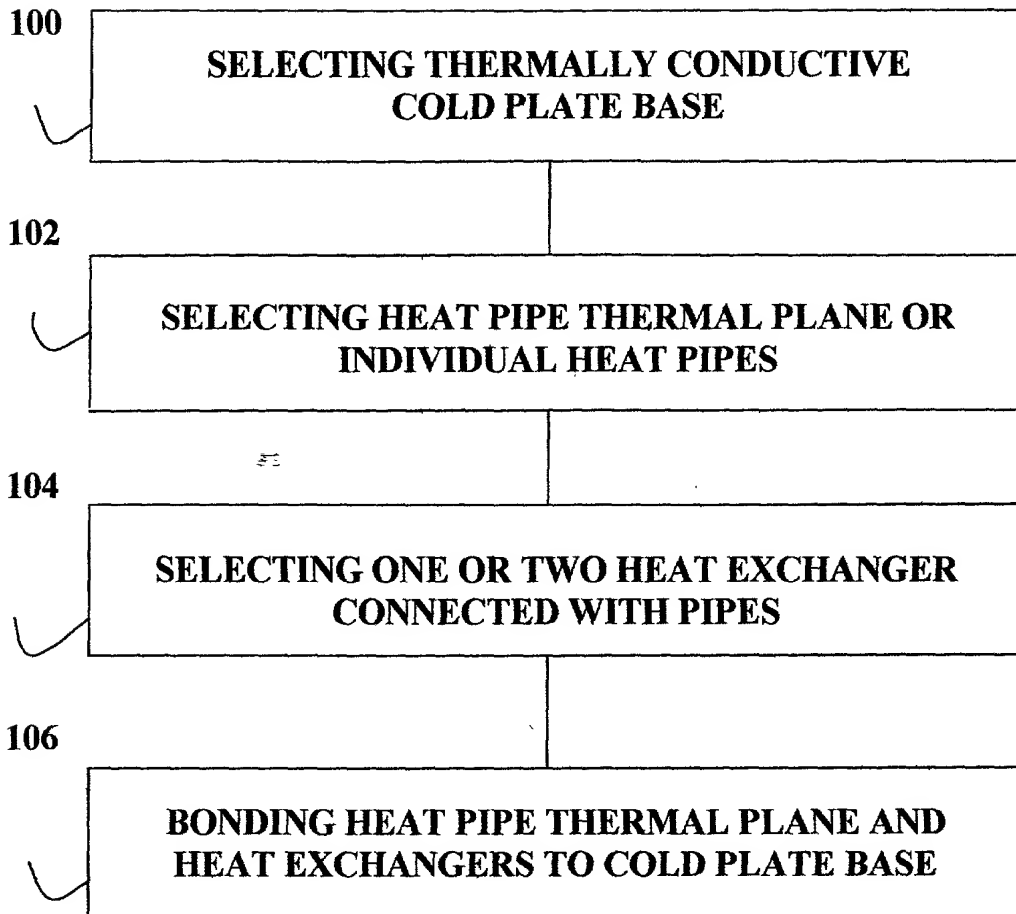 100
SELECTING THERMALLY CONDUCTIVE
COLD PLATE BASE
102
SELECTING HEAT PIPE THERMAL PLANE OR
INDIVIDUAL HEAT PIPES
104
SELECTING ONE OR TWO HEAT EXCHANGER
CONNECTED WITH PIPES
106
BONDING HEAT PIPE THERMAL PLANE AND
HEAT EXCHANGERS TO COLD PLATE BASE